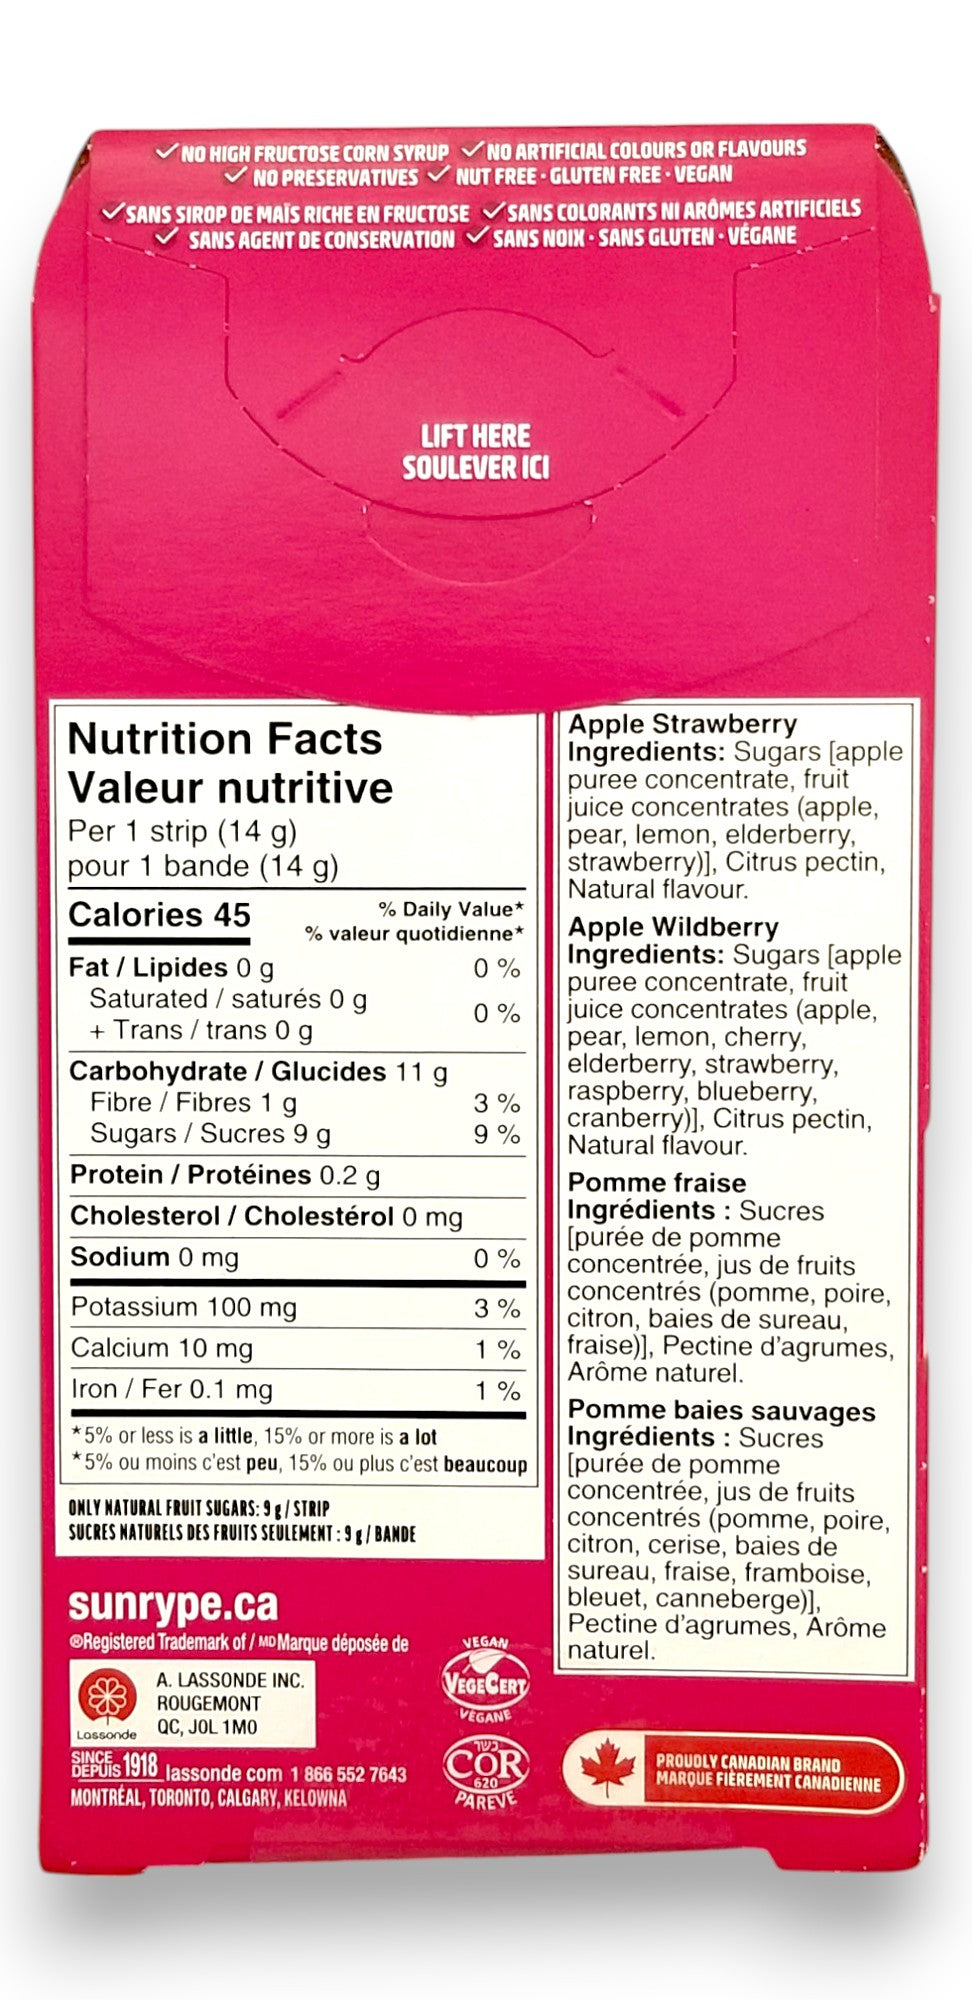 ✓ NO HIGH FRUCTOSE CORN SYRUP ✓ NO ARTIFICIAL COLOURS OR FLAVOURS
✓ NO PRESERVATIVES ✓ NUT FREE • GLUTEN FREE • VEGAN
✓ SANS SIROP DE MAÏS RICHE EN FRUCTOSE ✓ SANS COLORANTS NI ARÔMES ARTIFICIELS
✓ SANS AGENT DE CONSERVATION ✓ SANS NOIX • SANS GLUTEN • VÉGANE
LIFT HERE
SOULEVER ICI
Nutrition Facts
Valeur nutritive
Per 1 strip (14 g)
pour 1 bande (14 g)
Calories 45
% Daily Value*
% valeur quotidienne*
Fat / Lipides 0 g 0 %
Saturated / saturés 0 g
+ Trans / trans 0 g 0 %
Carbohydrate / Glucides 11 g
Fibre / Fibres 1 g 3 %
Sugars / Sucres 9 g 9 %
Protein / Protéines 0.2 g
Cholesterol / Cholestérol 0 mg
Sodium 0 mg 0 %
Potassium 100 mg 3 %
Calcium 10 mg 1 %
Iron / Fer 0.1 mg 1 %
*5% or less is a little, 15% or more is a lot
*5% ou moins c'est peu, 15% ou plus c'est beaucoup
ONLY NATURAL FRUIT SUGARS: 9 g / STRIP
SUCRES NATURELS DES FRUITS SEULEMENT : 9 g / BANDE
Apple Strawberry
Ingredients: Sugars [apple
puree concentrate, fruit
juice concentrates (apple,
pear, lemon, elderberry,
strawberry)], Citrus pectin,
Natural flavour.
Apple Wildberry
Ingredients: Sugars [apple
puree concentrate, fruit
juice concentrates (apple,
pear, lemon, cherry,
elderberry, strawberry,
raspberry, blueberry,
cranberry)], Citrus pectin,
Natural flavour.
Pomme fraise
Ingrédients : Sucres
[purée de pomme
concentrée, jus de fruits
concentrés (pomme, poire,
citron, baies de sureau,
fraise)], Pectine d'agrumes,
Arôme naturel.
Pomme baies sauvages
Ingrédients : Sucres
[purée de pomme
concentrée, jus de fruits
concentrés (pomme, poire,
citron, cerise, baies de
sureau, fraise, framboise,
bleuet, canneberge)],
Pectine d'agrumes, Arôme
naturel.
sunrype.ca
®Registered Trademark of / MD Marque déposée de
Lassonde
A. LASSONDE INC.
ROUGEMONT
QC, J0L 1M0
SINCE
DEPUIS 1918 lassonde com 1 866 552 7643
MONTRÉAL, TORONTO, CALGARY, KELOWNA
VEGAN
VEGECERT
VÉGANE
כשר
COR
620
PAREVE
PROUDLY CANADIAN BRAND
MARQUE FIÈREMENT CANADIENNE